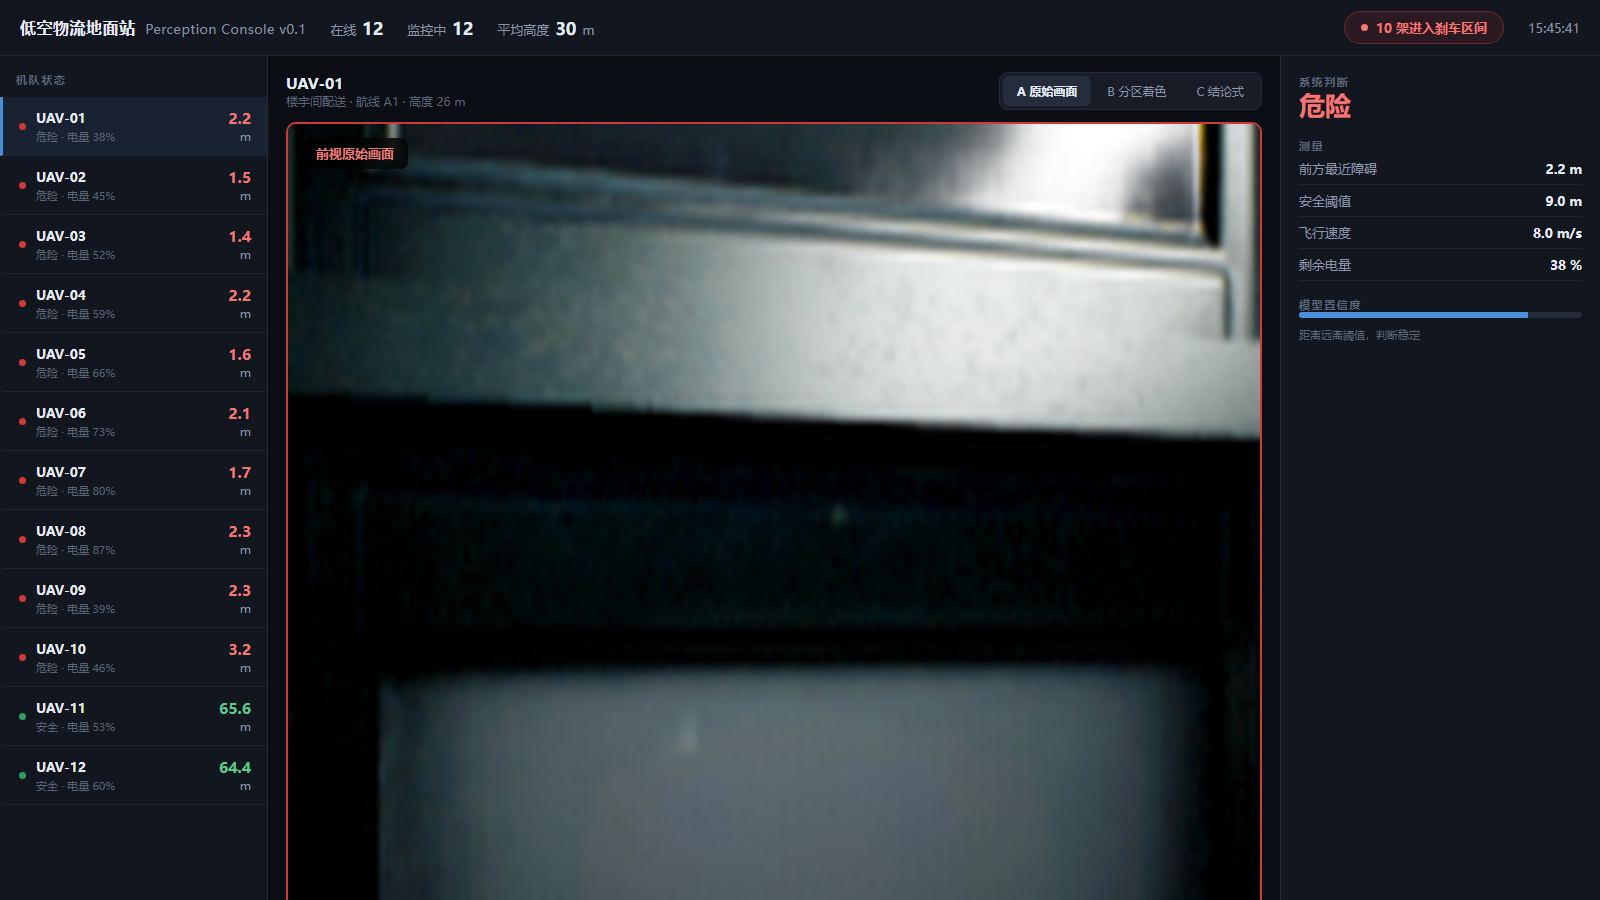 低空物流地面站 Perception Console v0.1 在线 12 监控中 12 平均高度 30 m 10 架进入刹车区间 15:45:41
机队状态
UAV-01 2.2
危险 · 电量 38% m
UAV-02 1.5
危险 · 电量 45% m
UAV-03 1.4
危险 · 电量 52% m
UAV-04 2.2
危险 · 电量 59% m
UAV-05 1.6
危险 · 电量 66% m
UAV-06 2.1
危险 · 电量 73% m
UAV-07 1.7
危险 · 电量 80% m
UAV-08 2.3
危险 · 电量 87% m
UAV-09 2.3
危险 · 电量 39% m
UAV-10 3.2
危险 · 电量 46% m
UAV-11 65.6
安全 · 电量 53% m
UAV-12 64.4
安全 · 电量 60% m
UAV-01
楼宇间配送 · 航线 A1 · 高度 26 m
A 原始画面 B 分区着色 C 结论式
前视原始画面
系统判断
危险
测量
前方最近障碍 2.2 m
安全阈值 9.0 m
飞行速度 8.0 m/s
剩余电量 38 %
模型置信度
距离远离阈值，判断稳定